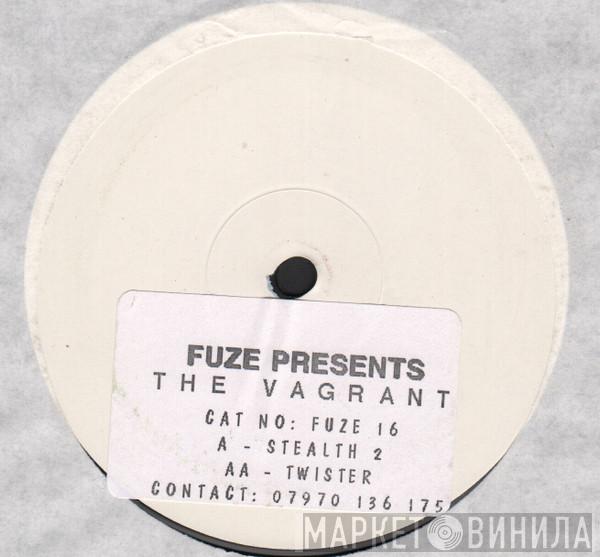 FUZE PRESENTS
THE VAGRANT
CAT NO: FUZE 16
A - STEALTH 2
AA - TWISTER
CONTACT: 07970 136 175
МАРКЕТ ВИНИЛА